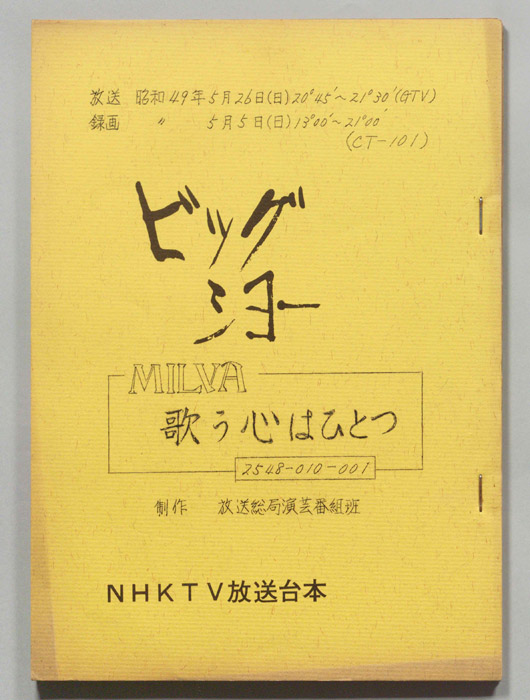 放送 昭和49年5月26日(日)20°45′～21°30′(GTV)
録画 〃 5月5日(日)13°00′～21°00′
(CT-101)
ビッグ
ショー
MILVA
歌う心はひとつ
2548-010-001
制作 放送総局演芸番組班
NHKTV放送台本